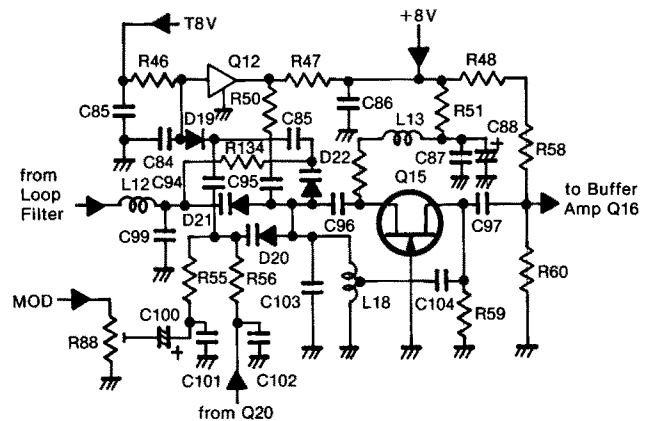 T8V
+8V
R46
Q12
R47
R48
R50
C85
D19
C85
C86
L13
R51
C88
C84
R134
D22
C87
R58
from
Loop
Filter
L12
C94
C95
Q15
to Buffer
Amp Q16
C99
D21
C96
C97
D20
R55
R56
C103
L18
C104
R60
MOD
C100
R59
R88
+
+
C101
C102
from Q20